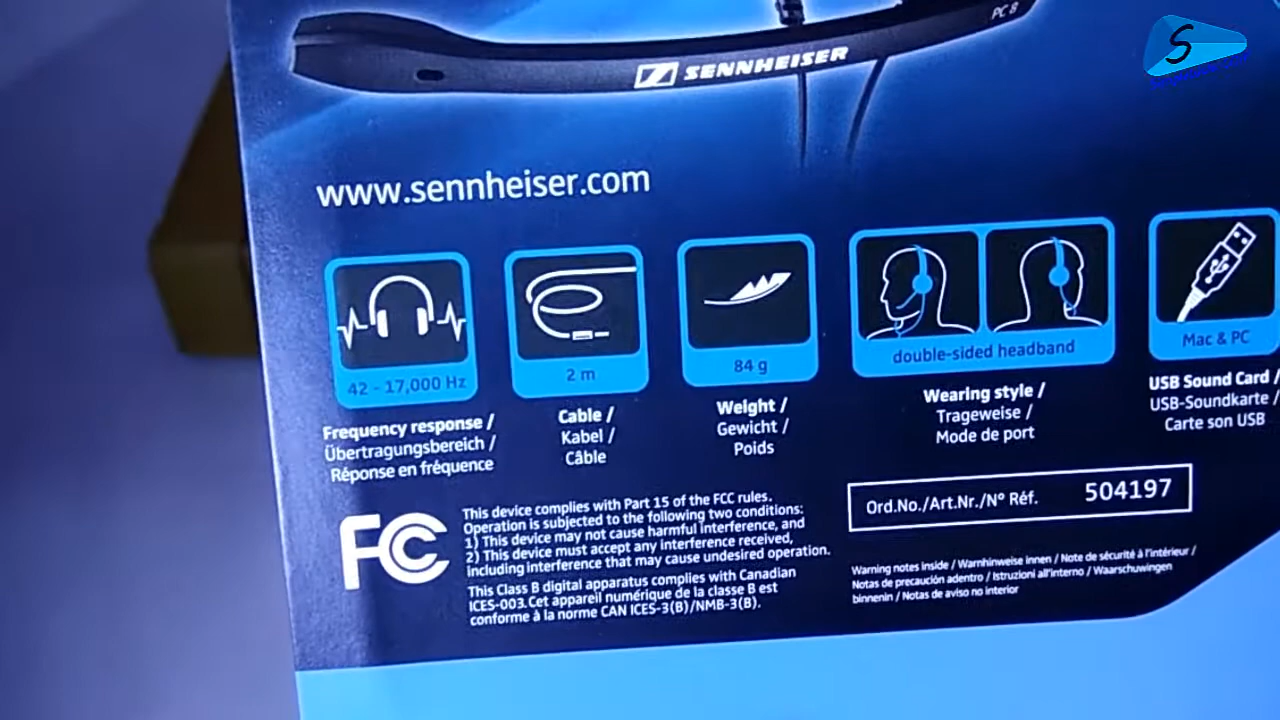 PC 8
SENNHEISER
S
www.sennheiser.com
42 - 17,000 Hz
Frequency response /
Übertragungsbereich /
Réponse en fréquence
2 m
Cable /
Kabel /
Câble
84 g
Weight /
Gewicht /
Poids
double-sided headband
Wearing style /
Trageweise /
Mode de port
Mac & PC
USB Sound Card /
USB-Soundkarte /
Carte son USB
FC
This device complies with Part 15 of the FCC rules.
Operation is subjected to the following two conditions:
1) This device may not cause harmful interference, and
2) This device must accept any interference received,
including interference that may cause undesired operation.
This Class B digital apparatus complies with Canadian
ICES-003. Cet appareil numérique de la classe B est
conforme à la norme CAN ICES-3(B)/NMB-3(B).
Ord.No./Art.Nr./N° Réf. 504197
Warning notes inside / Warnhinweise innen / Note de sécurité à l'intérieur /
Notas de precaución adentro / Istruzioni all'interno / Waarschuwingen
binnenin / Notas de aviso no interior